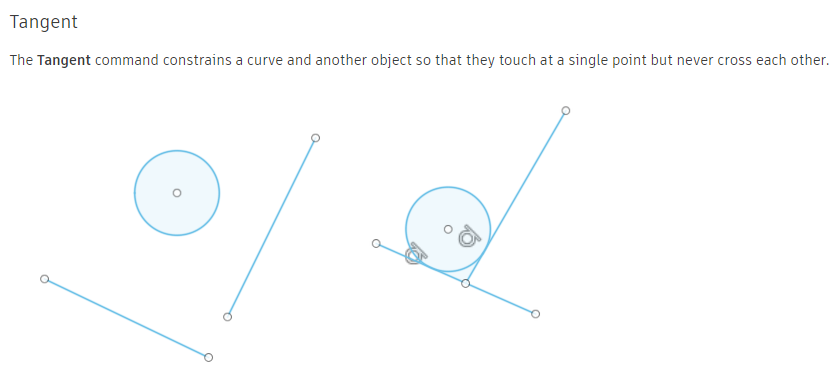 Tangent
The Tangent command constrains a curve and another object so that they touch at a single point but never cross each other.